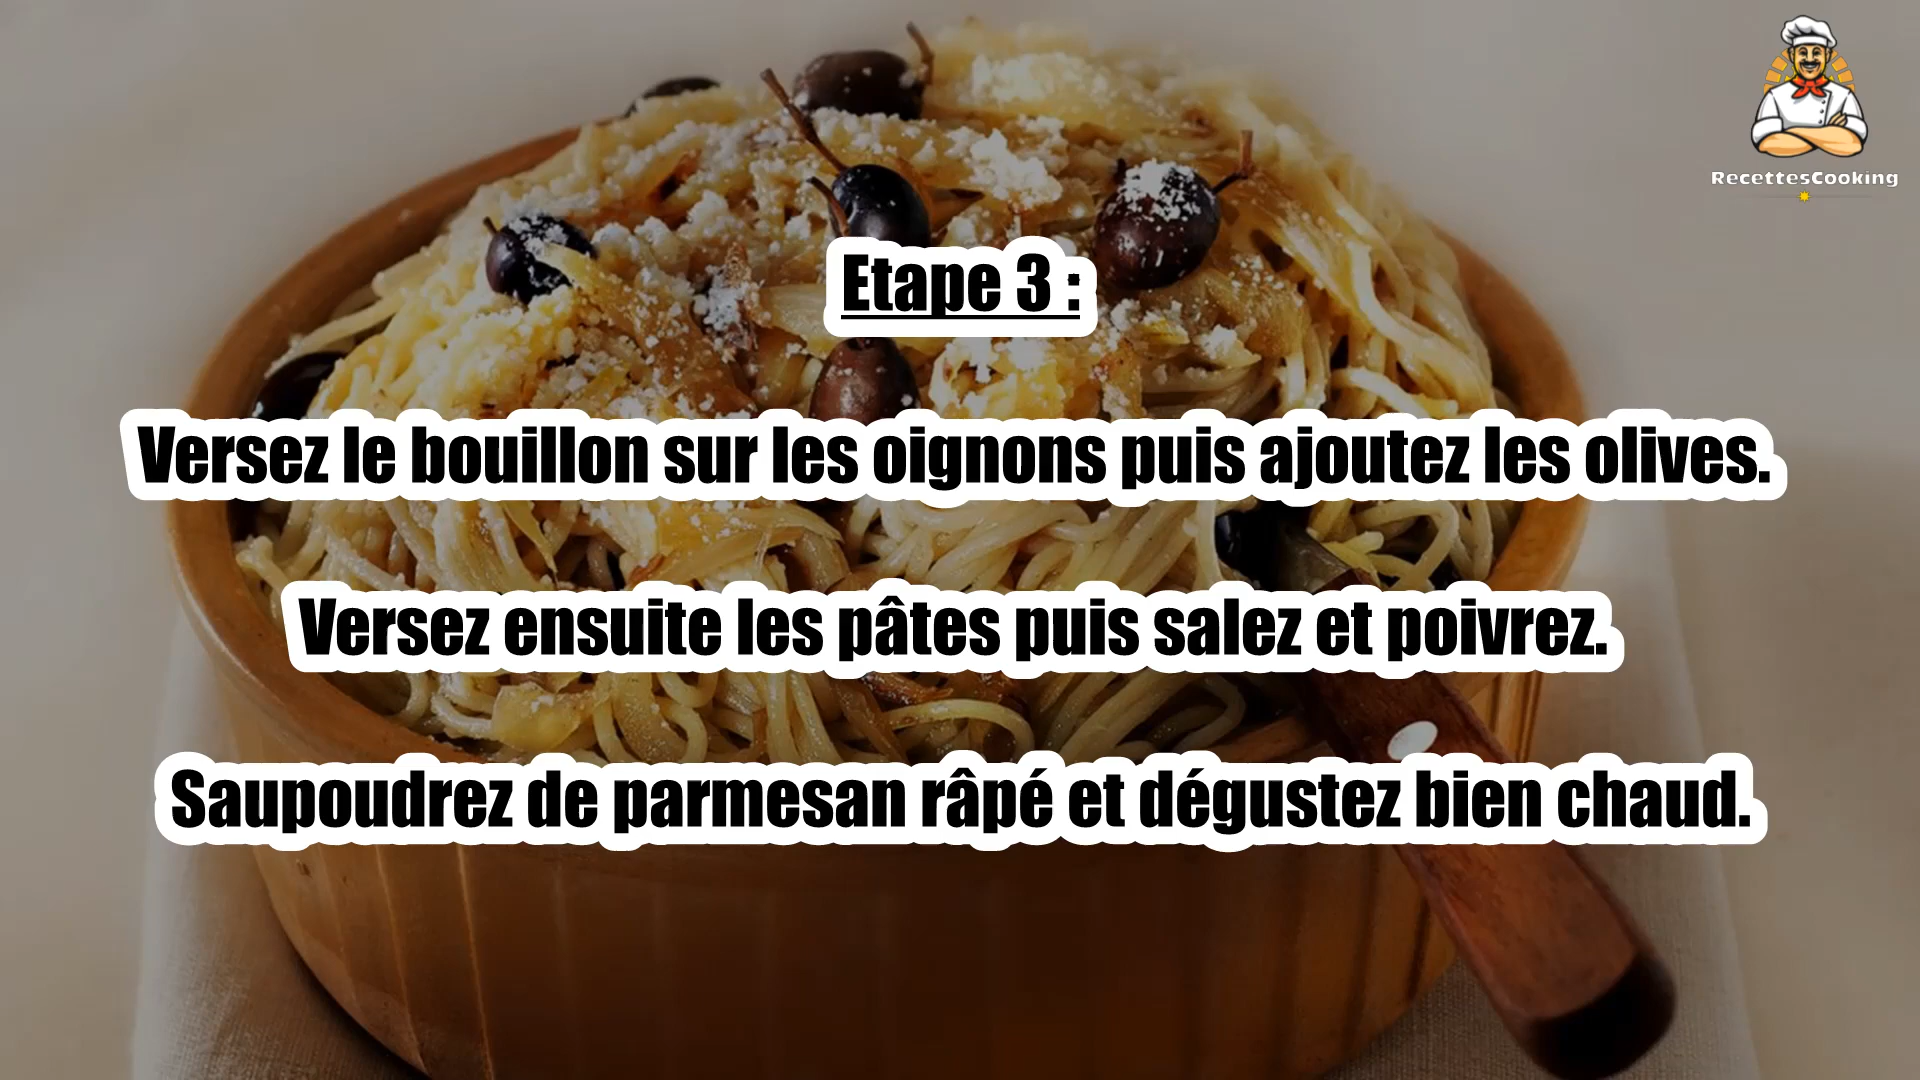 RecettesCooking
Etape 3 :
Versez le bouillon sur les oignons puis ajoutez les olives.
Versez ensuite les pâtes puis salez et poivrez.
Saupoudrez de parmesan râpé et dégustez bien chaud.